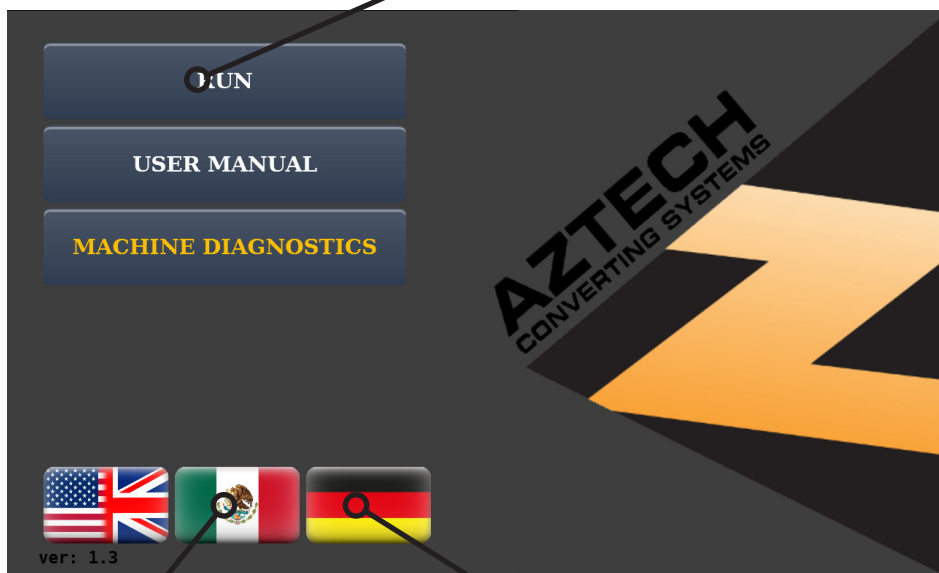 RUN
USER MANUAL
MACHINE DIAGNOSTICS
AZTECH
CONVERTING SYSTEMS
ver: 1.3